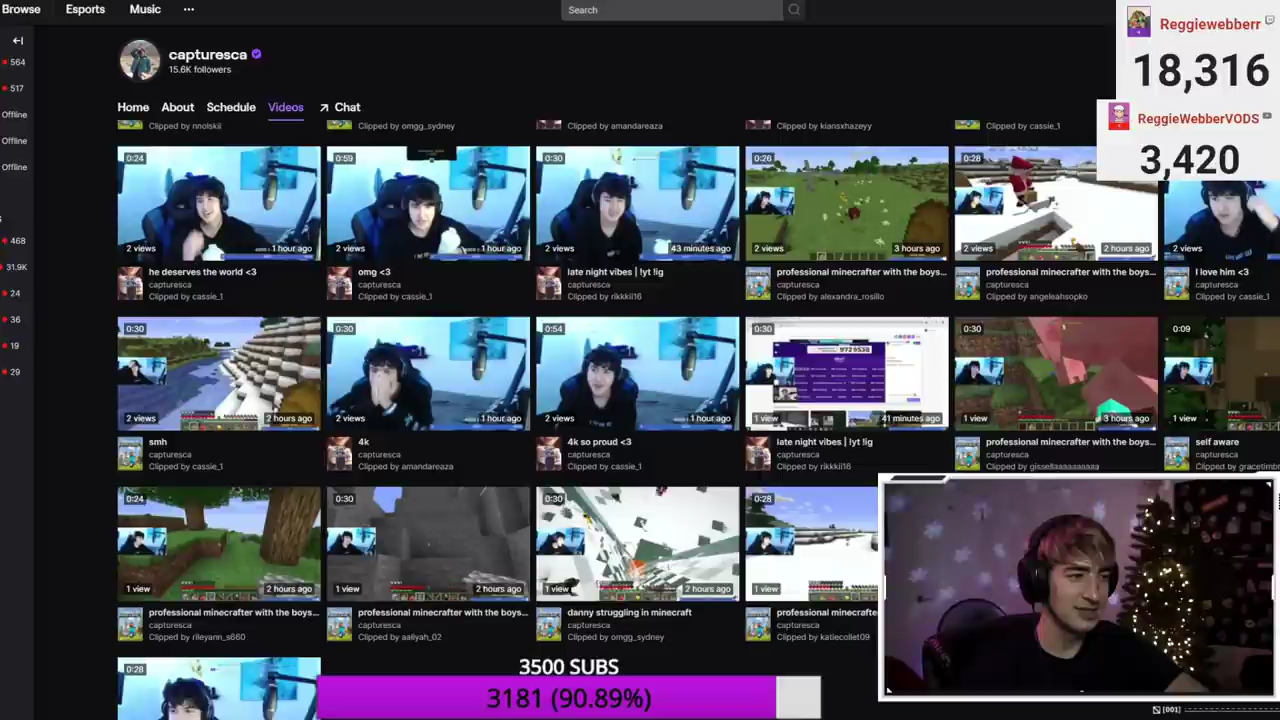 Browse Esports Music ...
Search
Reggiewebberr
18,316
ReggieWebberVODS
3,420
capturesca
15.6K followers
Home About Schedule Videos Chat
564
517
Offline
Offline
Offline
468
31.9K
24
36
19
Clipped by nnolskii
Clipped by omgg_sydney
Clipped by amandareaza
Clipped by kiansxhazeyy
Clipped by cassie_1
0:24 0:59 0:30 0:26 0:28
2 views 1 hour ago
2 views 1 hour ago
2 views 43 minutes ago
2 views 3 hours ago
2 views 2 hours ago
2 views
he deserves the world <3
capturesca
Clipped by cassie_1
omg <3
capturesca
Clipped by cassie_1
late night vibes | !yt !ig
capturesca
Clipped by rikkkii16
professional minecrafter with the boys...
capturesca
Clipped by alexandra_rosillo
professional minecrafter with the boys...
capturesca
Clipped by angeleahsopko
I love him <3
capturesca
Clipped by cassie_1
0:30 0:30 0:54 0:30 0:30 0:09
2 views 2 hours ago
2 views 1 hour ago
2 views 1 hour ago
1 view 41 minutes ago
1 view 3 hours ago
1 view
smh
capturesca
Clipped by cassie_1
4k
capturesca
Clipped by amandareaza
4k so proud <3
capturesca
Clipped by cassie_1
late night vibes | !yt !ig
capturesca
Clipped by rikkkii16
professional minecrafter with the boys...
capturesca
self aware
capturesca
0:24 0:30 0:30 0:28
1 view 2 hours ago
1 view 2 hours ago
1 view 2 hours ago
1 view
professional minecrafter with the boys...
capturesca
Clipped by rileyann_s660
professional minecrafter with the boys...
capturesca
Clipped by aaliyah_02
danny struggling in minecraft
capturesca
Clipped by omgg_sydney
professional minecrafte
capturesca
Clipped by katiecollet09
0:28
3500 SUBS
3181 (90.89%)
[001]